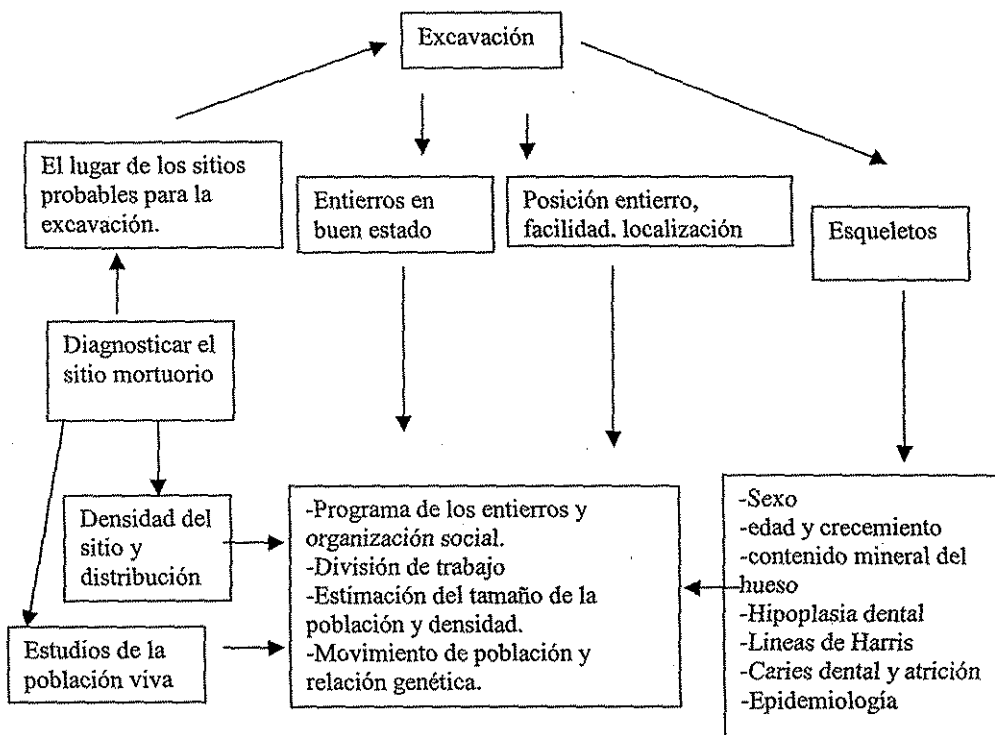 Excavación
El lugar de los sitios
probables para la
excavación.
Entierros en
buen estado
Posición entierro,
facilidad. localización
Esqueletos
Diagnosticar el
sitio mortuorio
Densidad del
sitio y
distribución
Estudios de la
población viva
-Programa de los entierros y
organización social.
-División de trabajo
-Estimación del tamaño de la
población y densidad.
-Movimiento de población y
relación genética.
-Sexo
-edad y crecemiento
-contenido mineral del
hueso
-Hipoplasia dental
-Lineas de Harris
-Caries dental y atrición
-Epidemiología